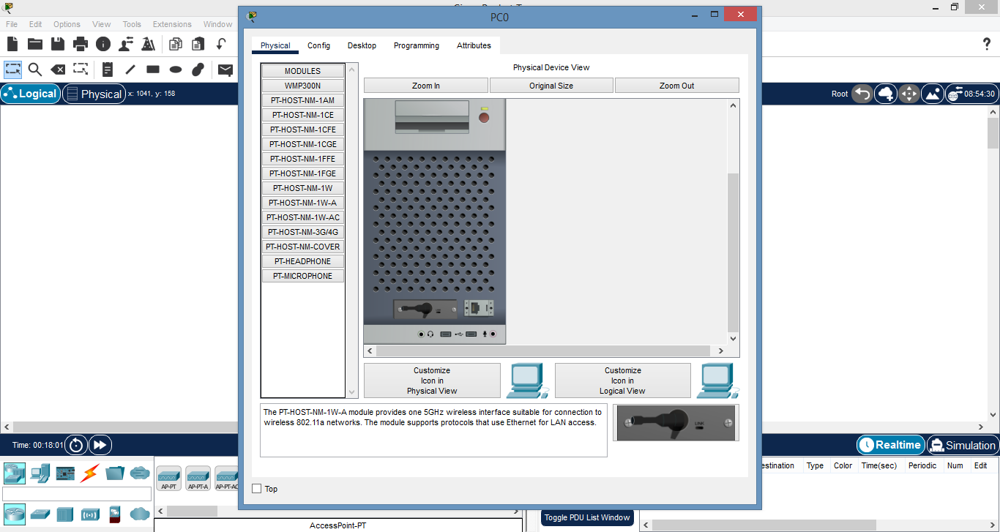 PC0
File Edit Options View Tools Extensions Window
Physical Config Desktop Programming Attributes
MODULES
WMP300N
PT-HOST-NM-1AM
PT-HOST-NM-1CE
PT-HOST-NM-1CFE
PT-HOST-NM-1CGE
PT-HOST-NM-1FFE
PT-HOST-NM-1FGE
PT-HOST-NM-1W
PT-HOST-NM-1W-A
PT-HOST-NM-1W-AC
PT-HOST-NM-3G/4G
PT-HOST-NM-COVER
PT-HEADPHONE
PT-MICROPHONE
Physical Device View
Zoom In Original Size Zoom Out
Logical Physical x: 1041, y: 158
Root 08:54:30
Customize
Icon in
Physical View
Customize
Icon in
Logical View
The PT-HOST-NM-1W-A module provides one 5GHz wireless interface suitable for connection to
wireless 802.11a networks. The module supports protocols that use Ethernet for LAN access.
LINK
Top
Time: 00:18:01
Realtime Simulation
estination Type Color Time(sec) Periodic Num Edit
AP-PT AP-PT-A AP-PT-AC
AccessPoint-PT
Toggle PDU List Window